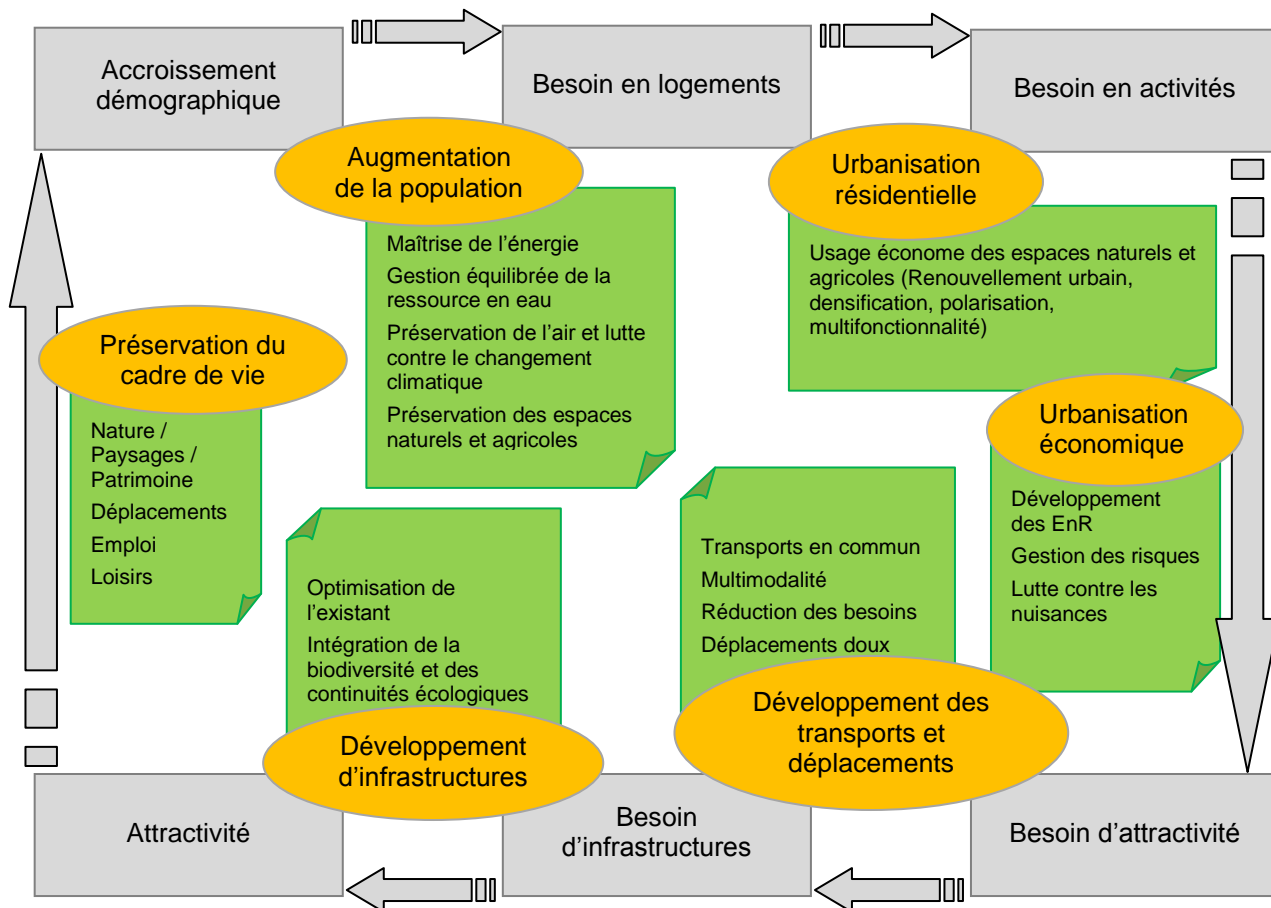 Accroissement
démographique
Besoin en logements
Besoin en activités
Augmentation
de la population
Urbanisation
résidentielle
Maîtrise de l’énergie
Gestion équilibrée de la
ressource en eau
Préservation de l’air et lutte
contre le changement
climatique
Préservation des espaces
naturels et agricoles
Usage économe des espaces naturels et
agricoles (Renouvellement urbain,
densification, polarisation,
multifonctionnalité)
Préservation du
cadre de vie
Nature /
Paysages /
Patrimoine
Déplacements
Emploi
Loisirs
Urbanisation
économique
Développement
des EnR
Gestion des risques
Lutte contre les
nuisances
Optimisation de
l’existant
Intégration de la
biodiversité et des
continuités écologiques
Transports en commun
Multimodalité
Réduction des besoins
Déplacements doux
Développement
d’infrastructures
Développement des
transports et
déplacements
Attractivité
Besoin
d’infrastructures
Besoin d’attractivité